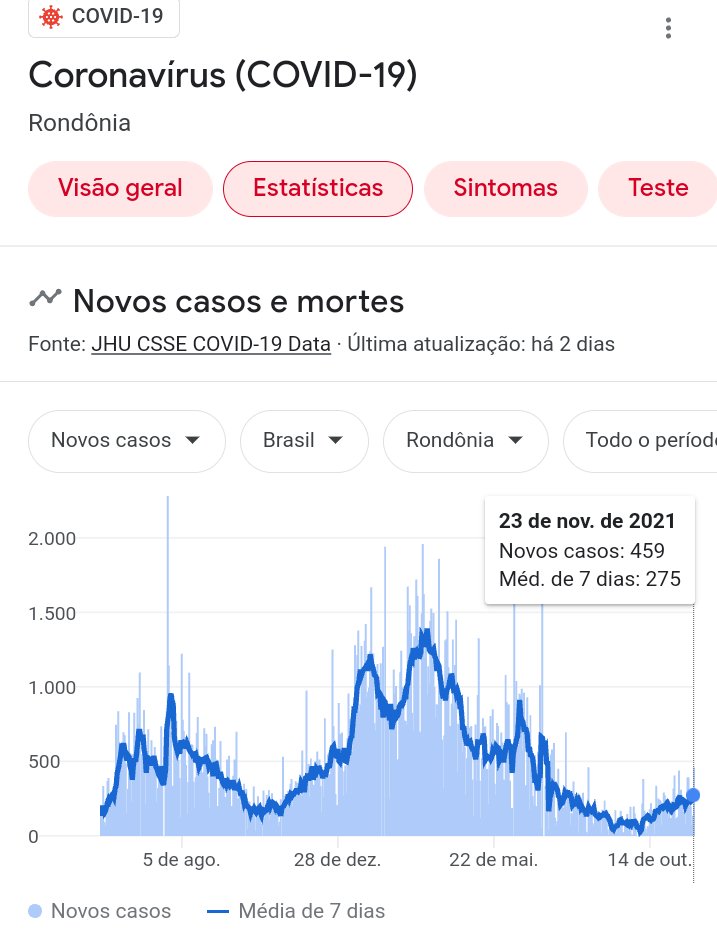 COVID-19
Coronavírus (COVID-19)
Rondônia
Visão geral
Estatísticas
Sintomas
Teste
Novos casos e mortes
Fonte: JHU CSSE COVID-19 Data · Última atualização: há 2 dias
Novos casos
Brasil
Rondônia
Todo o períod
23 de nov. de 2021
Novos casos: 459
Méd. de 7 dias: 275
2.000
1.500
1.000
500
0
5 de ago.
28 de dez.
22 de mai.
14 de out.
Novos casos
Média de 7 dias